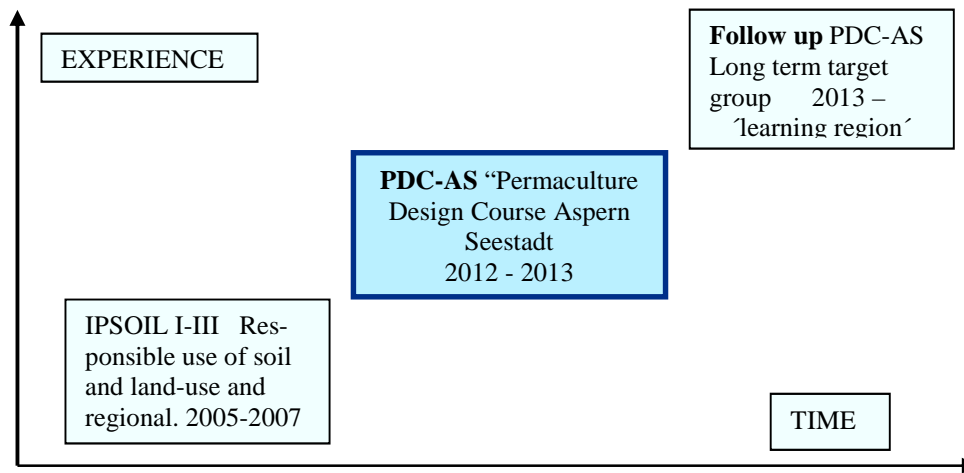 EXPERIENCE
Follow up PDC-AS
Long term target
group 2013 –
´learning region´
PDC-AS “Permaculture
Design Course Aspern
Seestadt
2012 - 2013
IPSOIL I-III Res-
ponsible use of soil
and land-use and
regional. 2005-2007
TIME